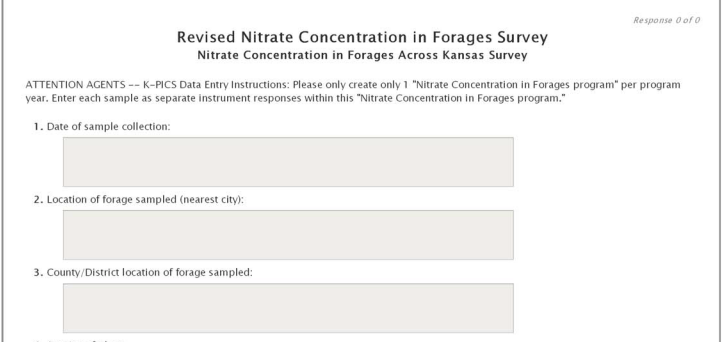 Response 0 of 0
Revised Nitrate Concentration in Forages Survey
Nitrate Concentration in Forages Across Kansas Survey
ATTENTION AGENTS -- K-PICS Data Entry Instructions: Please only create only 1 "Nitrate Concentration in Forages program" per program
year. Enter each sample as separate instrument responses within this "Nitrate Concentration in Forages program."
1. Date of sample collection:
2. Location of forage sampled (nearest city):
3. County/District location of forage sampled: